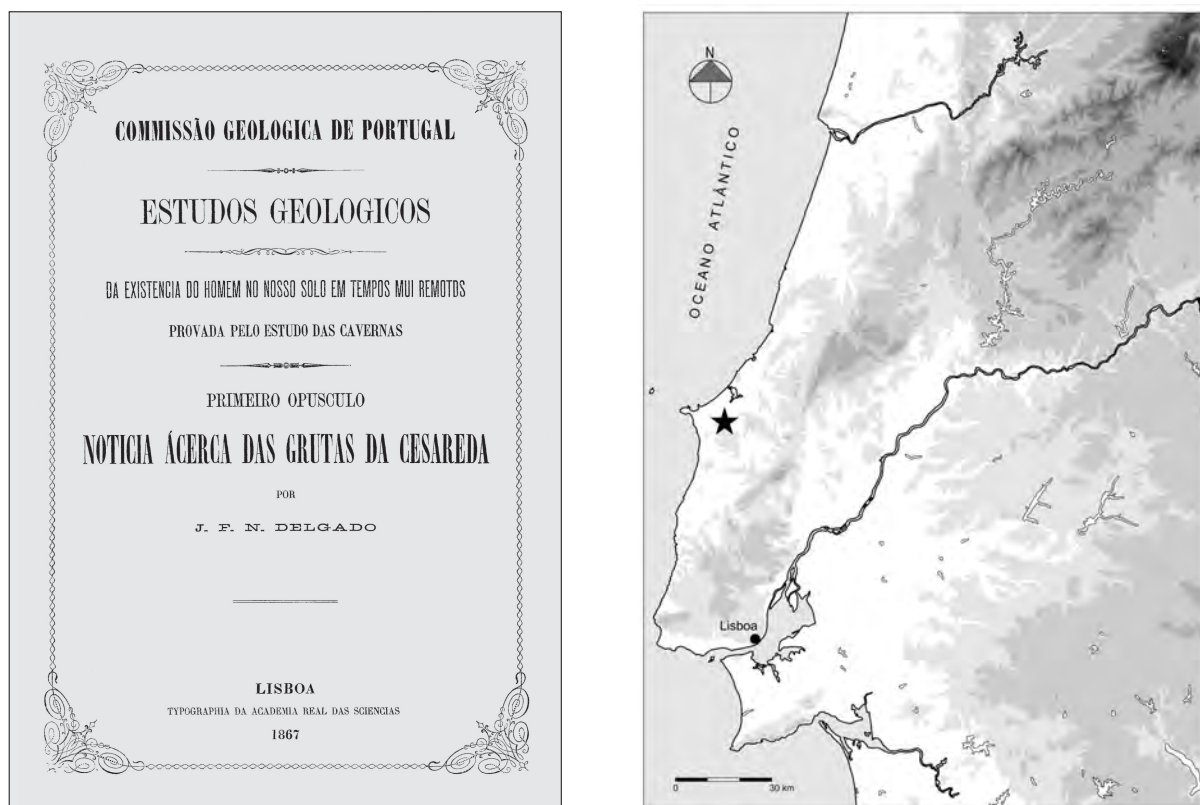 COMMISSÃO GEOLOGICA DE PORTUGAL
ESTUDOS GEOLOGICOS
DA EXISTENCIA DO HOMEM NO NOSSO SOLO EM TEMPOS MUI REMOTOS
PROVADA PELO ESTUDO DAS CAVERNAS
PRIMEIRO OPUSCULO
NOTICIA ÁCERCA DAS GRUTAS DA CESAREDA
POR
J. F. N. DELGADO
LISBOA
TYPOGRAPHIA DA ACADEMIA REAL DAS SCIENCIAS
1867
N
OCEANO ATLÂNTICO
Lisboa
0 30 km